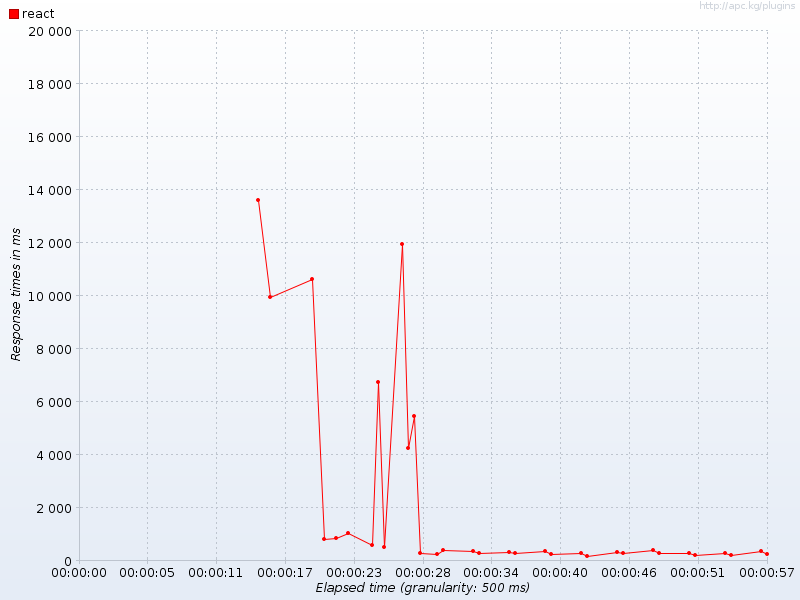 http://apc.kg/plugins
react
20 000
18 000
16 000
14 000
12 000
10 000
8 000
6 000
4 000
2 000
0
Response times in ms
00:00:00 00:00:05 00:00:11 00:00:17 00:00:23 00:00:28 00:00:34 00:00:40 00:00:46 00:00:51 00:00:57
Elapsed time (granularity: 500 ms)